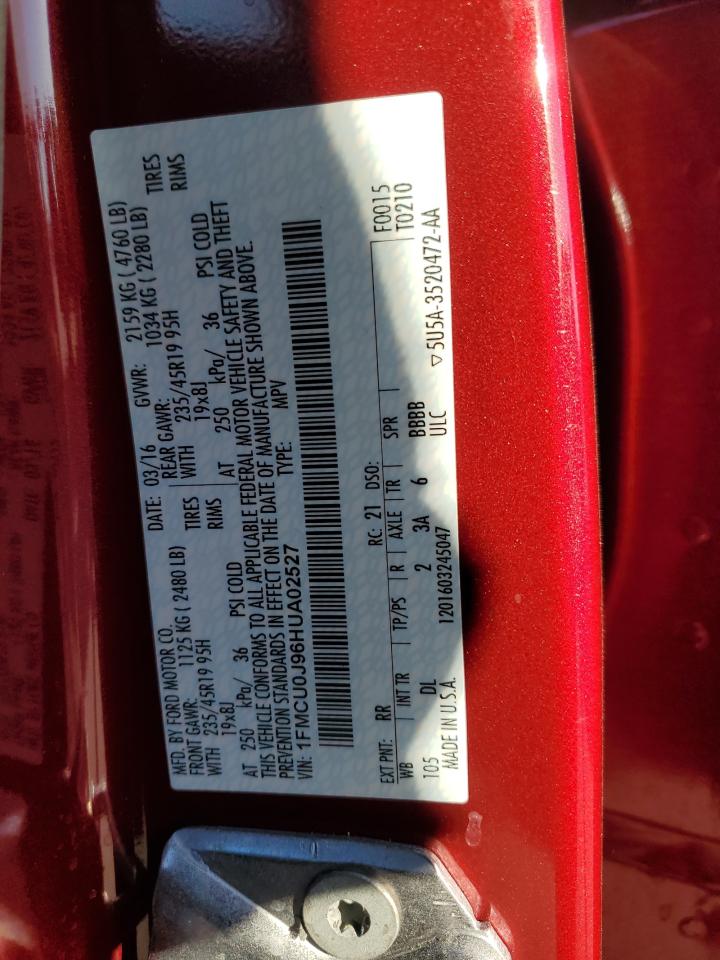 MFD. BY FORD MOTOR CO.
DATE: 03/16 GVWR: 2159 KG ( 4760 LB)
FRONT GAWR: 1125 KG ( 2480 LB) REAR GAWR: 1034 KG ( 2280 LB)
WITH 235/45R19 95H TIRES WITH 235/45R19 95H TIRES
19x8J RIMS 19x8J RIMS
AT 250 kPa/ 36 PSI COLD AT 250 kPa/ 36 PSI COLD
THIS VEHICLE CONFORMS TO ALL APPLICABLE FEDERAL MOTOR VEHICLE SAFETY AND THEFT
PREVENTION STANDARDS IN EFFECT ON THE DATE OF MANUFACTURE SHOWN ABOVE.
VIN: 1FMCU0J96HUA02527 TYPE: MPV
EXT PNT: RR RC: 21 DSO: F0015
WB INT TR TP/PS R AXLE TR SPR T0210
105 DL 2 3A 6 BBBB
ULC
MADE IN U.S.A. 1201603245047 ▽5U5A-3520472-AA